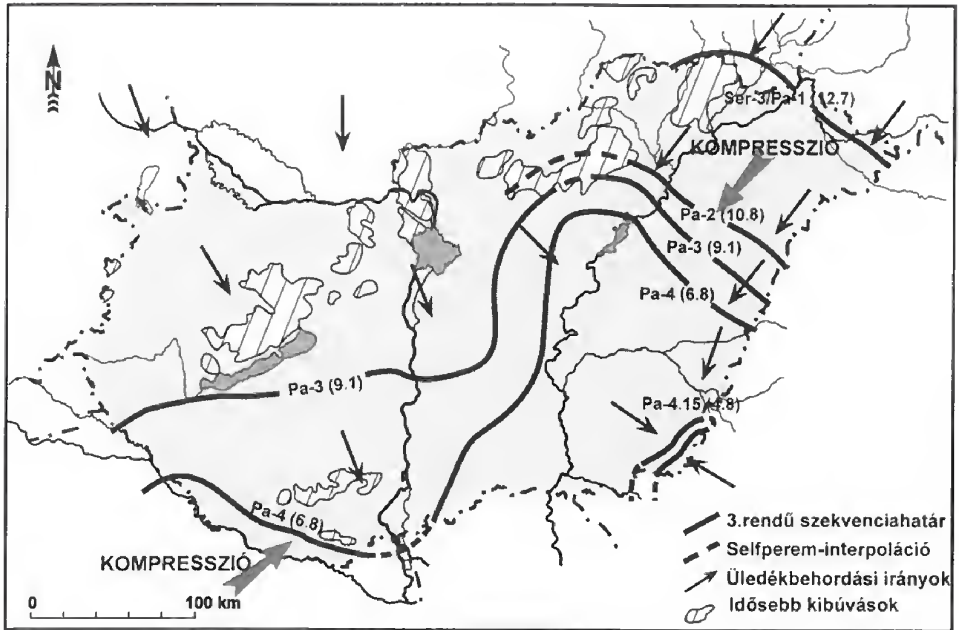 N
Ser-3/Pa-1 (12.7)
KOMPRESSZIÓ
Pa-2 (10.8)
Pa-3 (9.1)
Pa-4 (6.8)
Pa-3 (9.1)
Pa-4.15) 4.8)
Pa-4 (6.8)
KOMPRESSZIÓ
0 100 km
3.rendű szekvenciahatár
Selfperem-interpoláció
Üledékbehordási irányok
Idősebb kibúvások